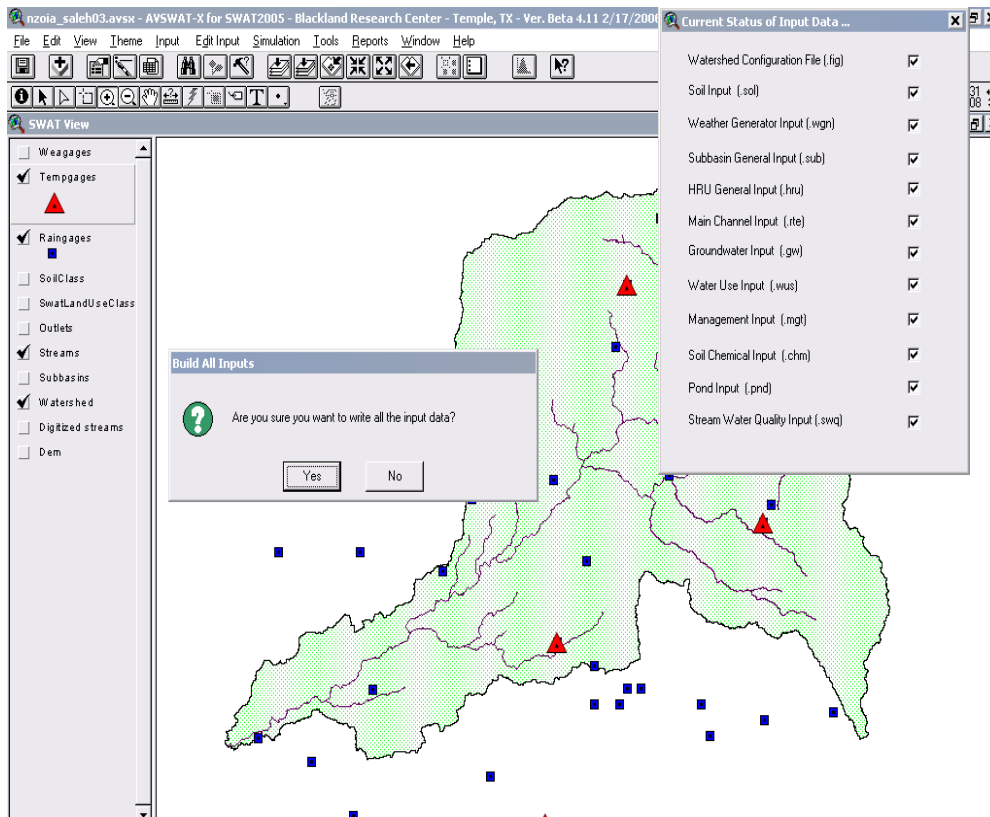 nzoia_saleh03.avsx - AVSWAT-X for SWAT2005 - Blackland Research Center - Temple, TX - Ver. Beta 4.11 2/17/2006
File Edit View Theme Input Edit Input Simulation Tools Reports Window Help
SWAT View
Weagages
Tempgages
Raingages
SoilClass
SwatLandUseClass
Outlets
Streams
Subbasins
Watershed
Digitized streams
Dem
Build All Inputs
Are you sure you want to write all the input data?
Yes No
Current Status of Input Data ...
Watershed Configuration File (.fig)
Soil Input (.sol)
Weather Generator Input (.wgn)
Subbasin General Input (.sub)
HRU General Input (.hru)
Main Channel Input (.rte)
Groundwater Input (.gw)
Water Use Input (.wus)
Management Input (.mgt)
Soil Chemical Input (.chm)
Pond Input (.pnd)
Stream Water Quality Input (.swq)